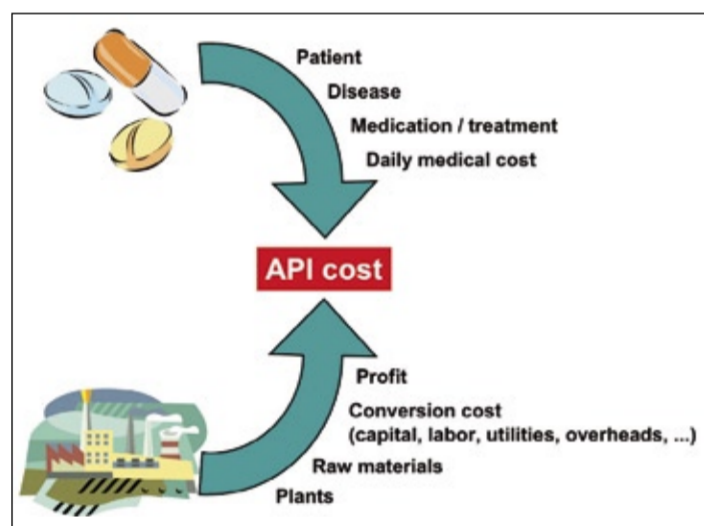 Patient
Disease
Medication / treatment
Daily medical cost
API cost
Profit
Conversion cost
(capital, labor, utilities, overheads, ...)
Raw materials
Plants